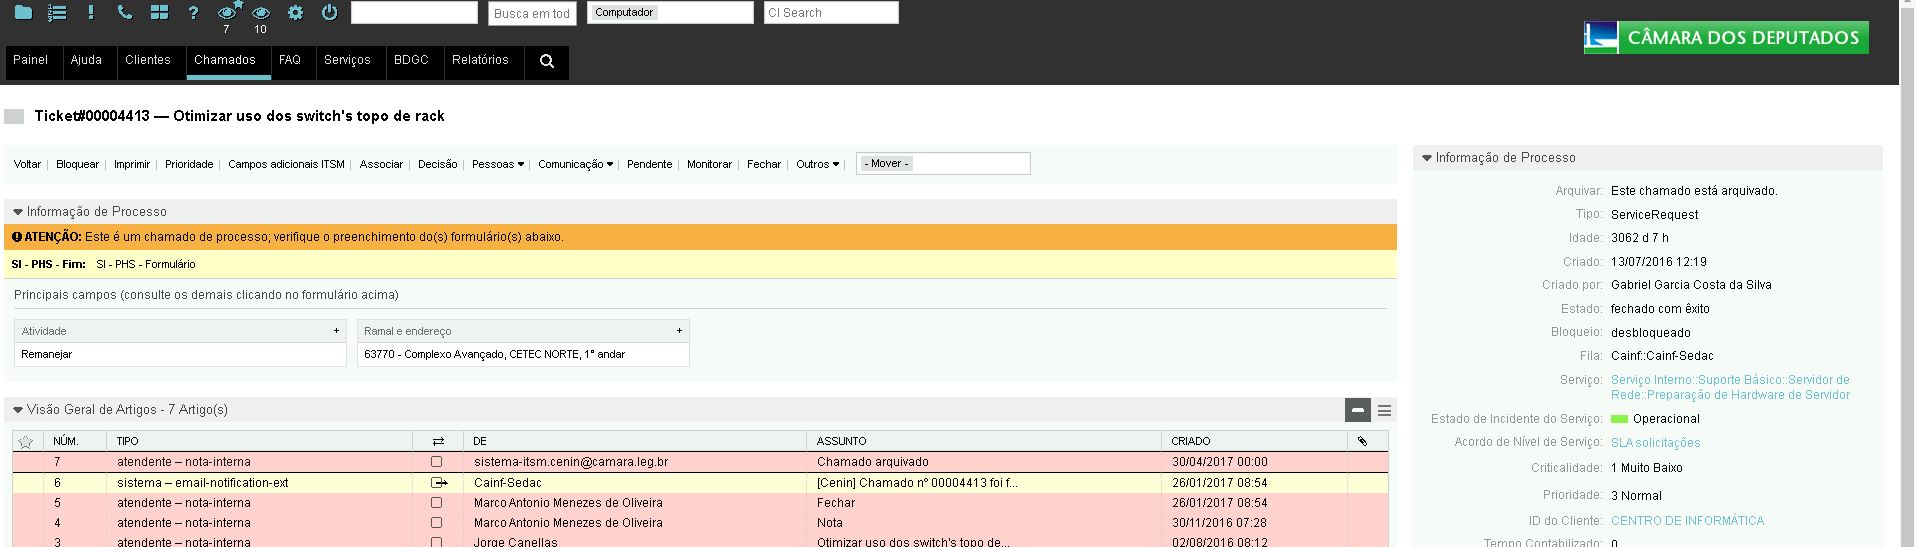 7 10
Busca em tod
Computador
CI Search
CÂMARA DOS DEPUTADOS
Painel Ajuda Clientes Chamados FAQ Serviços BDGC Relatórios
Ticket#00004413 — Otimizar uso dos switch's topo de rack
Voltar | Bloquear | Imprimir | Prioridade | Campos adicionais ITSM | Associar | Decisão | Pessoas | Comunicação | Pendente | Monitorar | Fechar | Outros | - Mover -
Informação de Processo
ATENÇÃO: Este é um chamado de processo; verifique o preenchimento do(s) formulário(s) abaixo.
SI - PHS - Fim: SI - PHS - Formulário
Principais campos (consulte os demais clicando no formulário acima)
Atividade +
Remanejar
Ramal e endereço +
63770 - Complexo Avançado, CETEC NORTE, 1° andar
Visão Geral de Artigos - 7 Artigo(s)
NÚM. TIPO DE ASSUNTO CRIADO
7 atendente – nota-interna sistema-itsm.cenin@camara.leg.br Chamado arquivado 30/04/2017 00:00
6 sistema – email-notification-ext Cainf-Sedac [Cenin] Chamado nº 00004413 foi f... 26/01/2017 08:54
5 atendente – nota-interna Marco Antonio Menezes de Oliveira Fechar 26/01/2017 08:54
4 atendente – nota-interna Marco Antonio Menezes de Oliveira Nota 30/11/2016 07:28
3 atendente – nota-interna Jorge Canellas Otimizar uso dos switch's topo de... 02/08/2016 08:12
Informação de Processo
Arquivar: Este chamado está arquivado.
Tipo: ServiceRequest
Idade: 3062 d 7 h
Criado: 13/07/2016 12:19
Criado por: Gabriel Garcia Costa da Silva
Estado: fechado com êxito
Bloqueio: desbloqueado
Fila: Cainf::Cainf-Sedac
Serviço: Serviço Interno::Suporte Básico::Servidor de
Rede::Preparação de Hardware de Servidor
Estado de Incidente do Serviço: Operacional
Acordo de Nível de Serviço: SLA solicitações
Criticalidade: 1 Muito Baixo
Prioridade: 3 Normal
ID do Cliente: CENTRO DE INFORMÁTICA
Tempo Contabilizado: 0